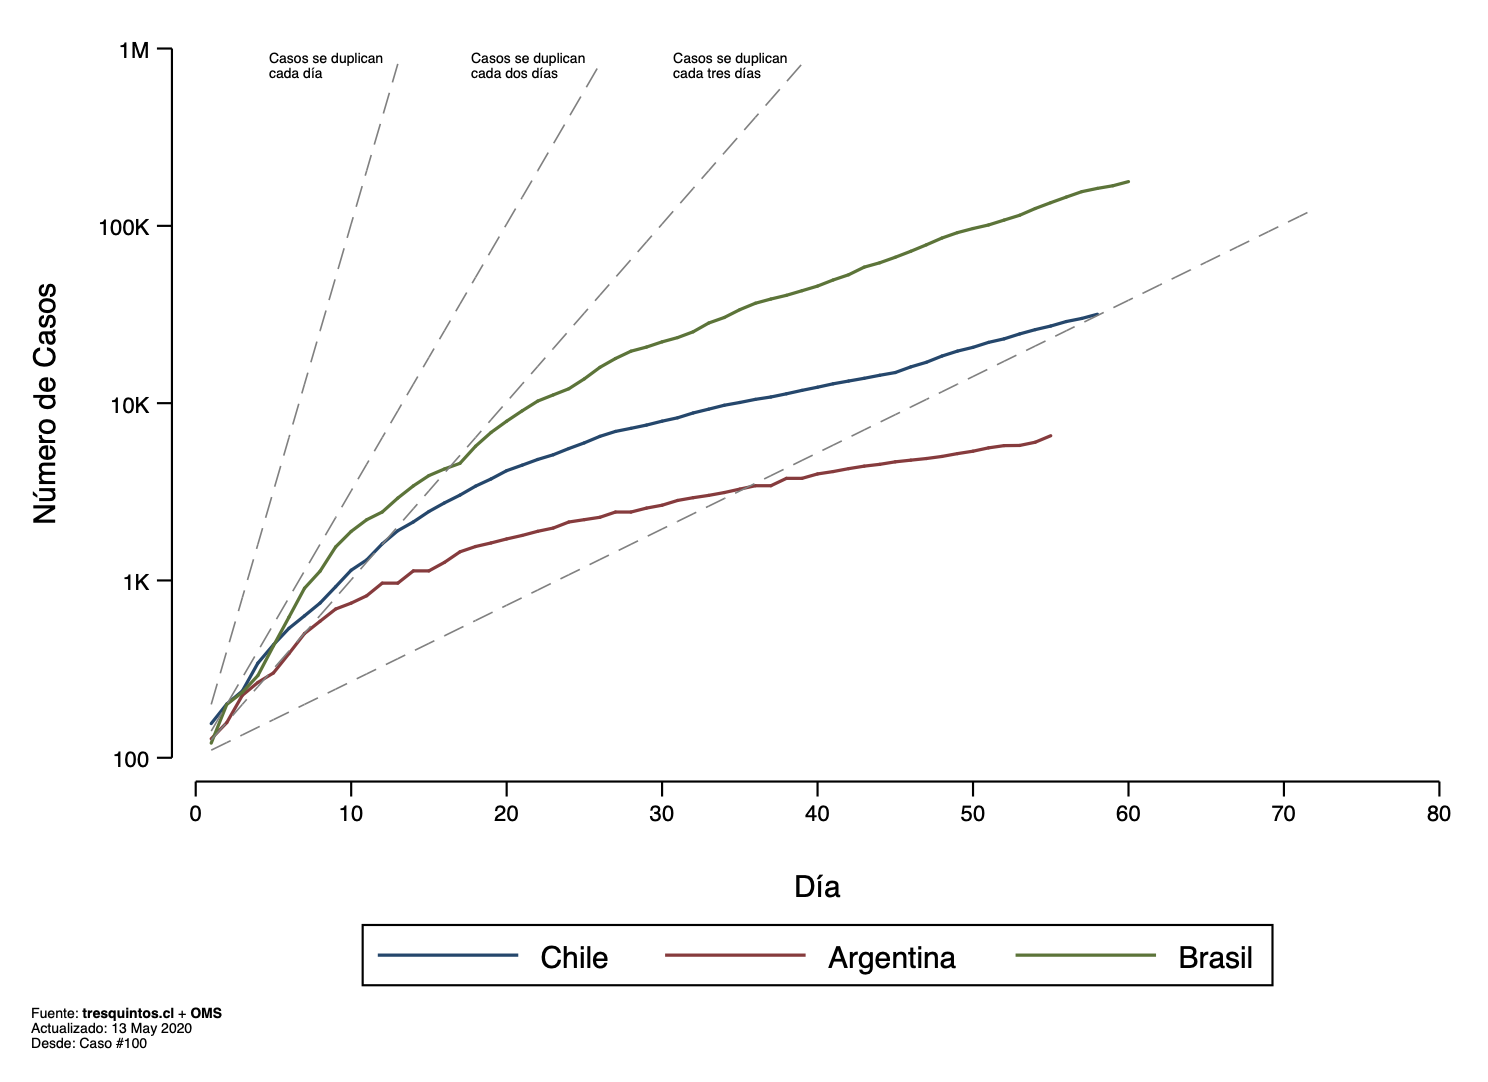 1M
100K
10K
1K
100
Número de Casos
Casos se duplican
cada día
Casos se duplican
cada dos días
Casos se duplican
cada tres días
0 10 20 30 40 50 60 70 80
Día
Chile Argentina Brasil
Fuente: tresquintos.cl + OMS
Actualizado: 13 May 2020
Desde: Caso #100